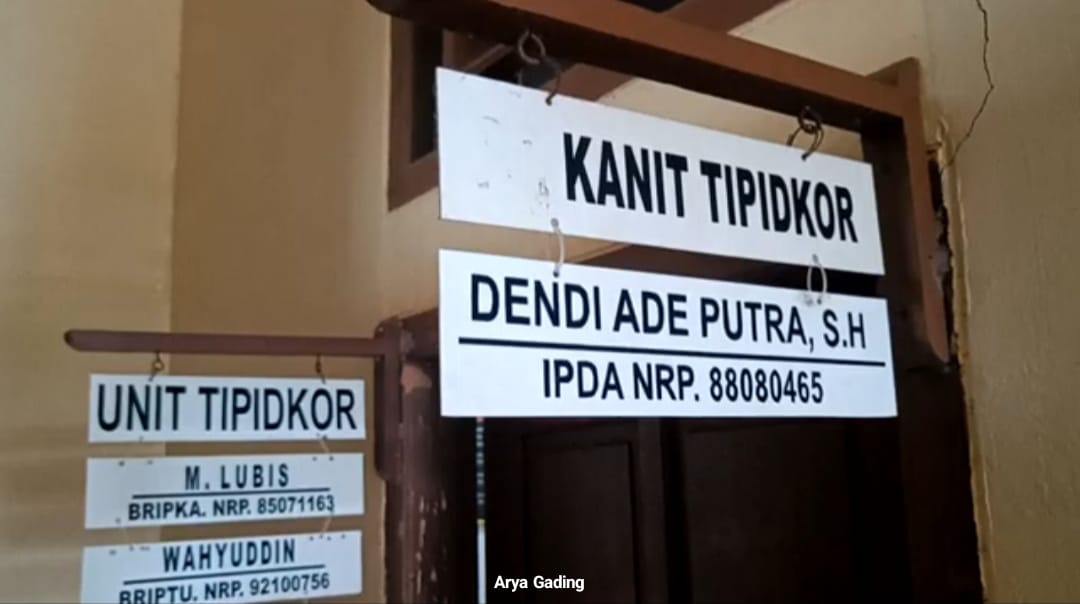 KANIT TIPIDKOR
DENDI ADE PUTRA, S.H
IPDA NRP. 88080465
UNIT TIPIDKOR
M. LUBIS
BRIPKA. NRP. 85071163
WAHYUDDIN
BRIPTU. NRP. 92100756
Arya Gading